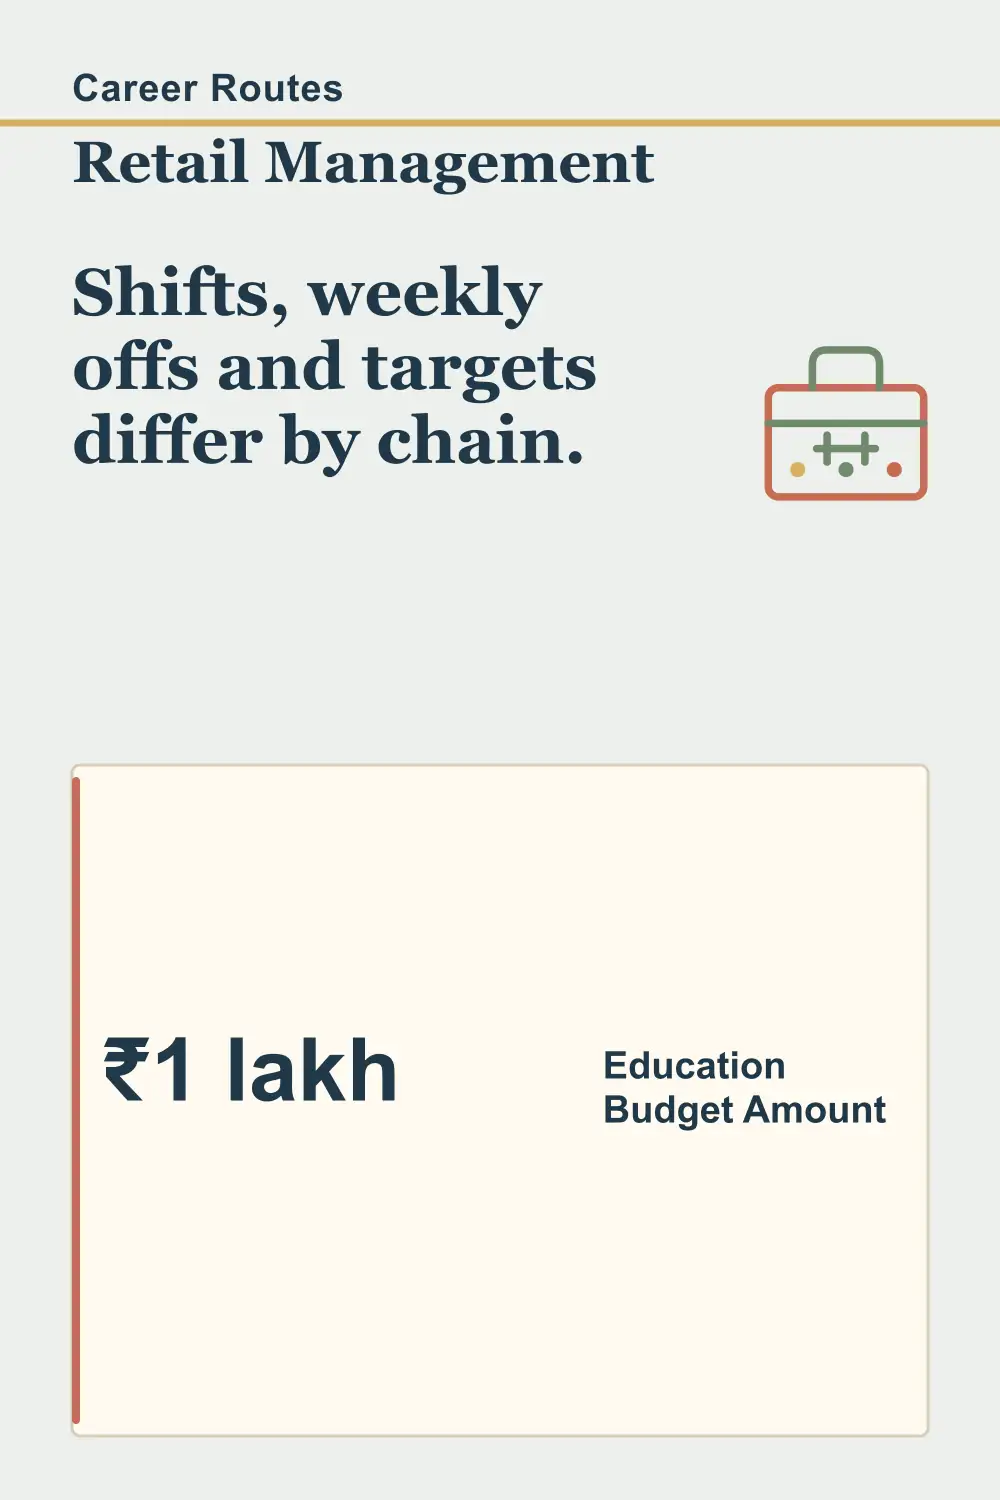 Career Routes
Retail Management
Shifts, weekly
offs and targets
differ by chain.
₹1 lakh
Education
Budget Amount